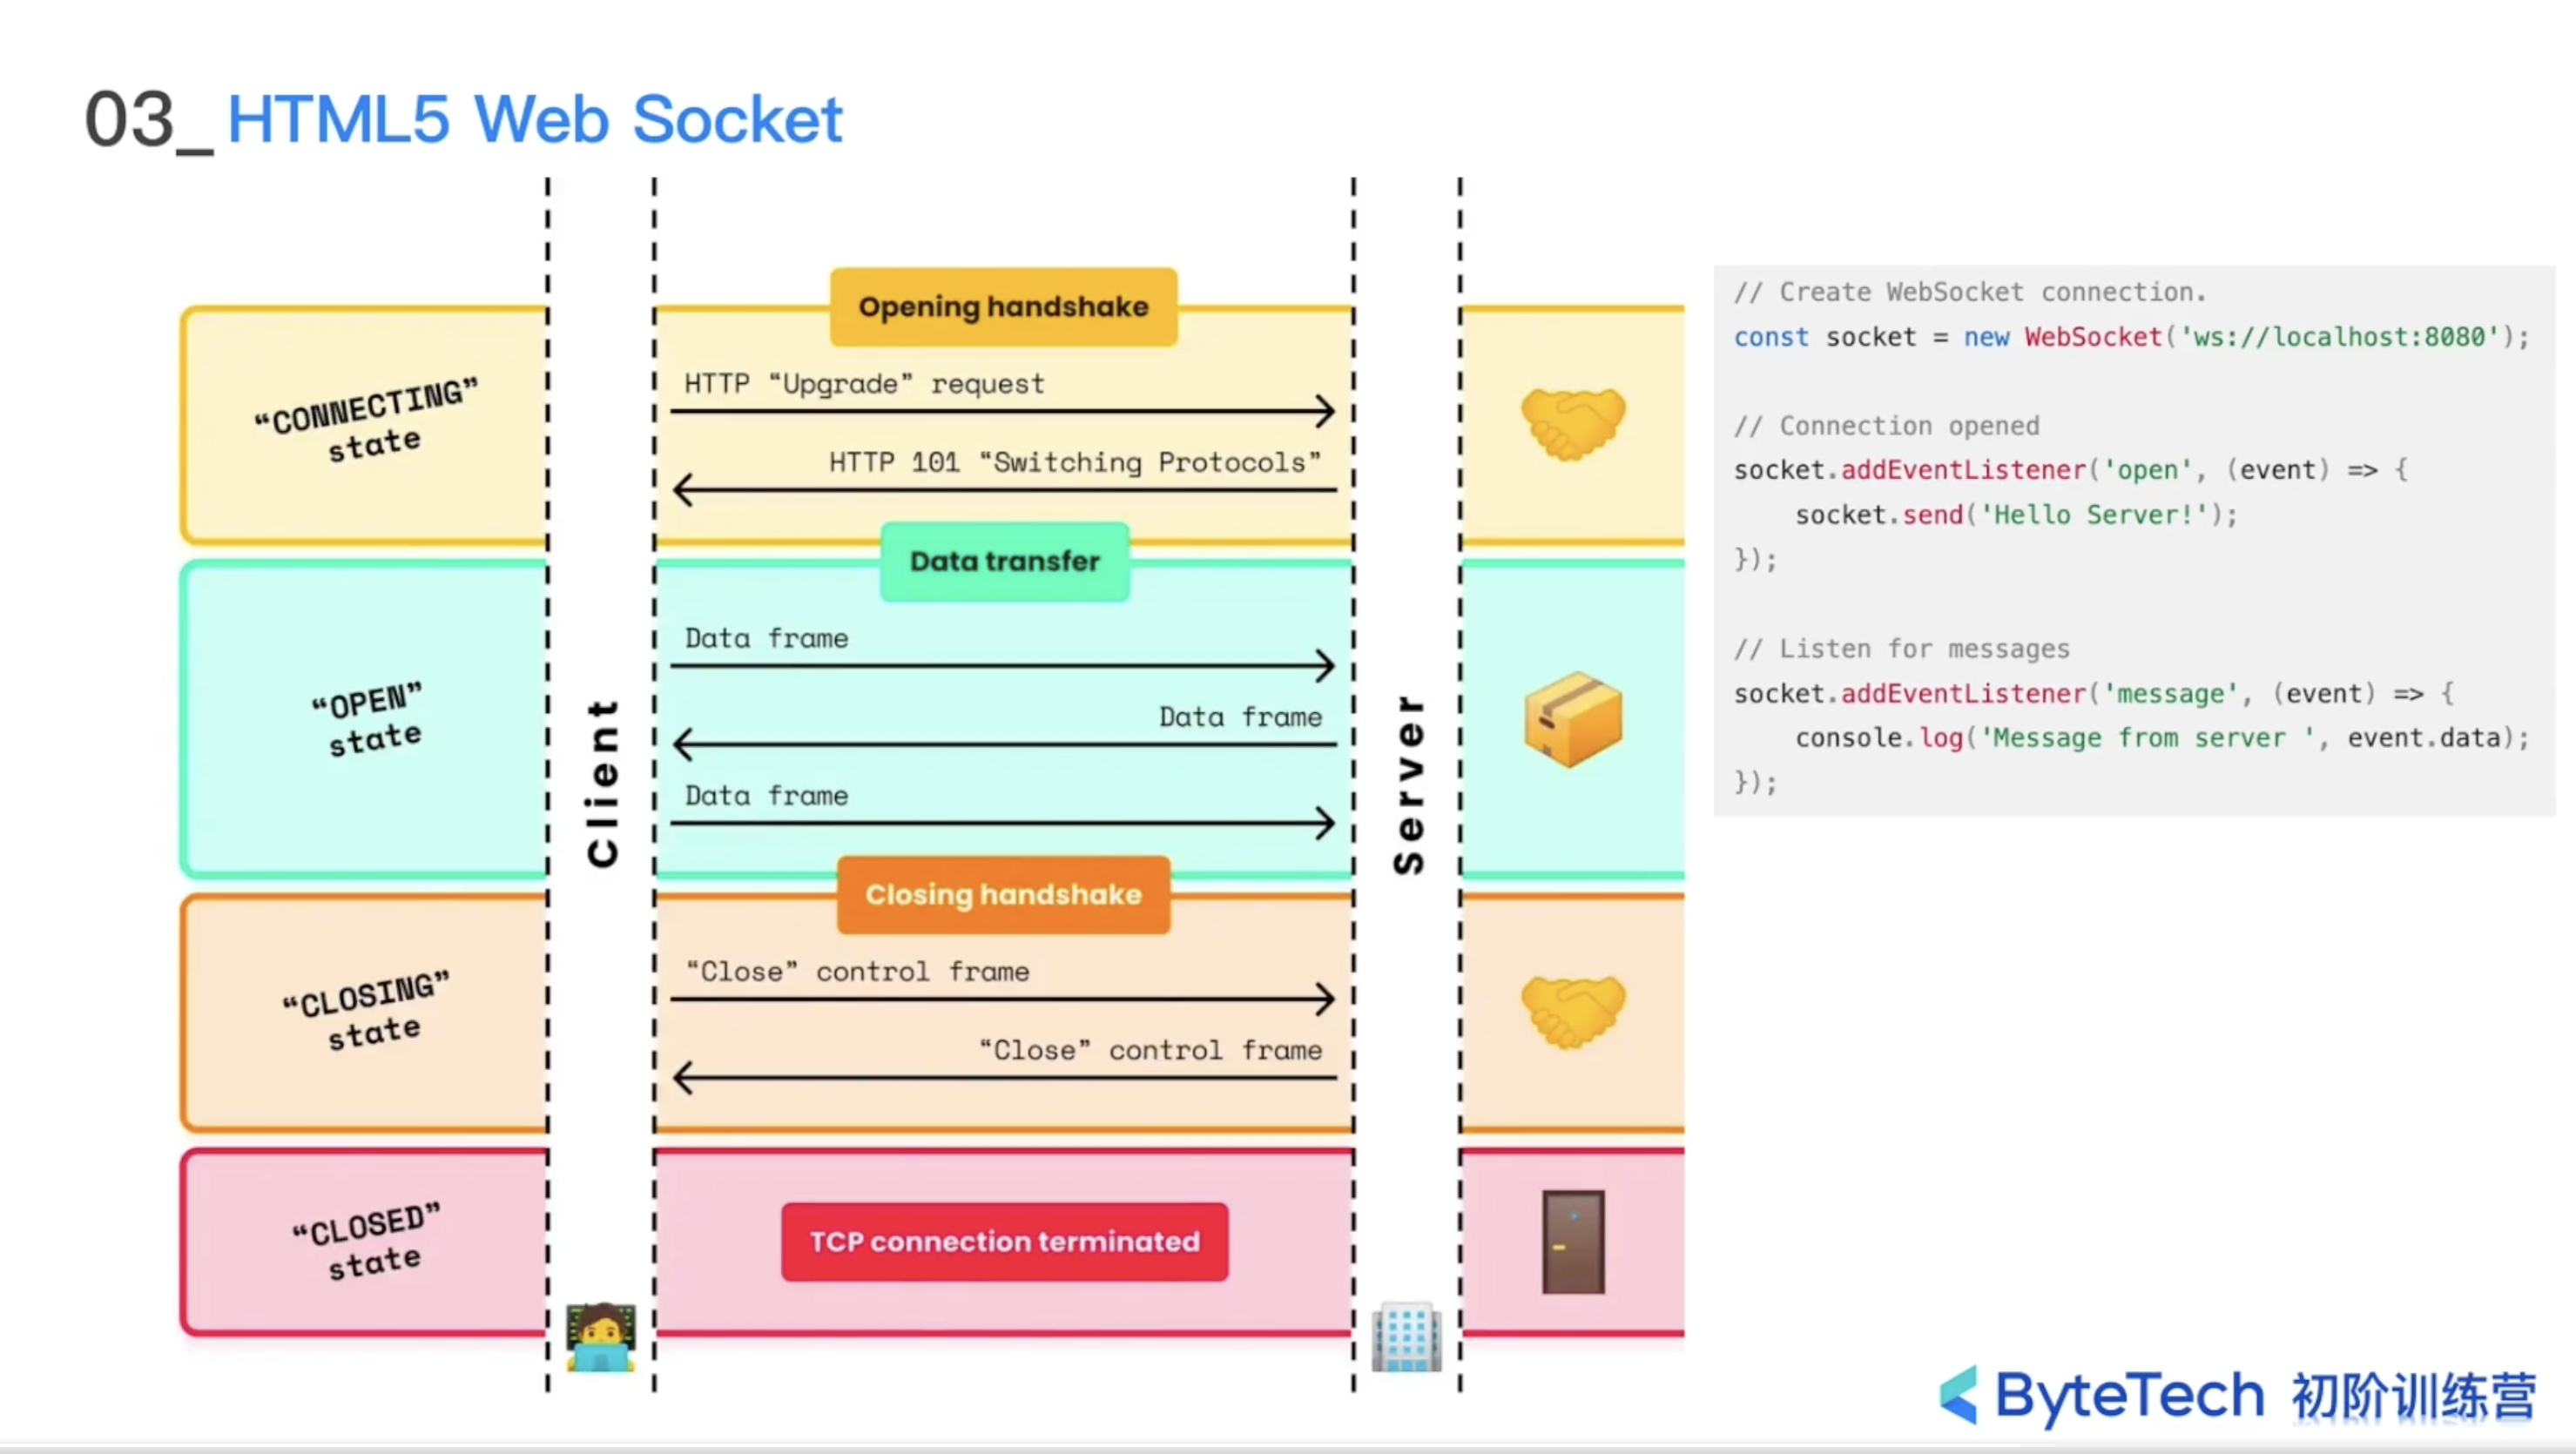 03_ HTML5 Web Socket
Opening handshake
“CONNECTING”
state
HTTP “Upgrade” request
HTTP 101 “Switching Protocols”
Data transfer
“OPEN”
state
Data frame
Data frame
Data frame
Client
Server
Closing handshake
“CLOSING”
state
“Close” control frame
“Close” control frame
“CLOSED”
state
TCP connection terminated
// Create WebSocket connection.
const socket = new WebSocket('ws://localhost:8080');
// Connection opened
socket.addEventListener('open', (event) => {
    socket.send('Hello Server!');
});
// Listen for messages
socket.addEventListener('message', (event) => {
    console.log('Message from server ', event.data);
});
ByteTech 初阶训练营